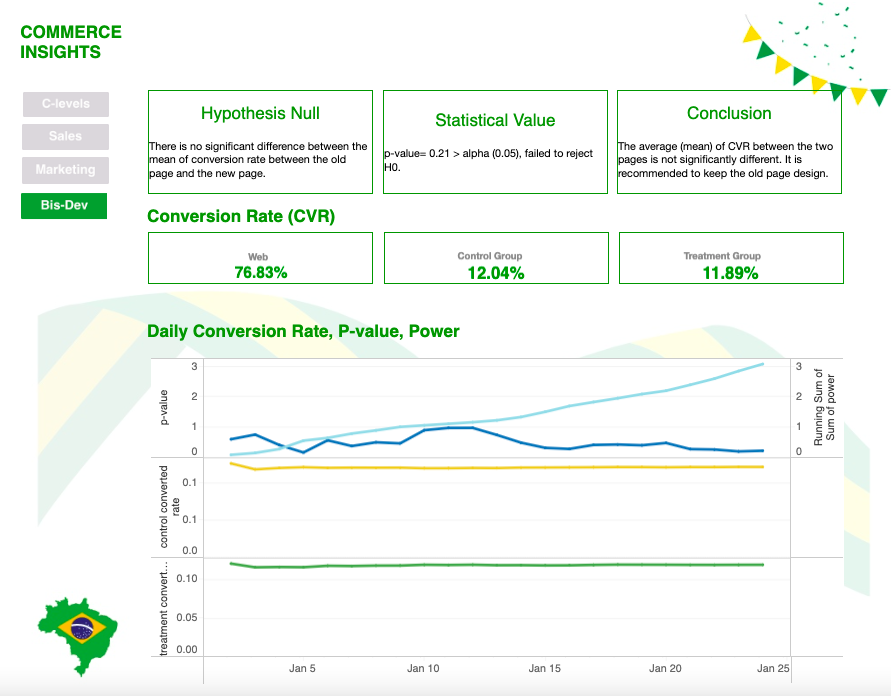 COMMERCE
INSIGHTS
C-levels
Sales
Marketing
Bis-Dev
Hypothesis Null
There is no significant difference between the
mean of conversion rate between the old
page and the new page.
Statistical Value
p-value= 0.21 > alpha (0.05), failed to reject
H0.
Conclusion
The average (mean) of CVR between the two
pages is not significantly different. It is
recommended to keep the old page design.
Conversion Rate (CVR)
Web
76.83%
Control Group
12.04%
Treatment Group
11.89%
Daily Conversion Rate, P-value, Power
p-value
3
2
1
0
3
2
1
0
Running Sum of
Sum of power
control converted
rate
0.1
0.1
0.0
treatment convert...
0.10
0.05
0.00
Jan 5
Jan 10
Jan 15
Jan 20
Jan 25